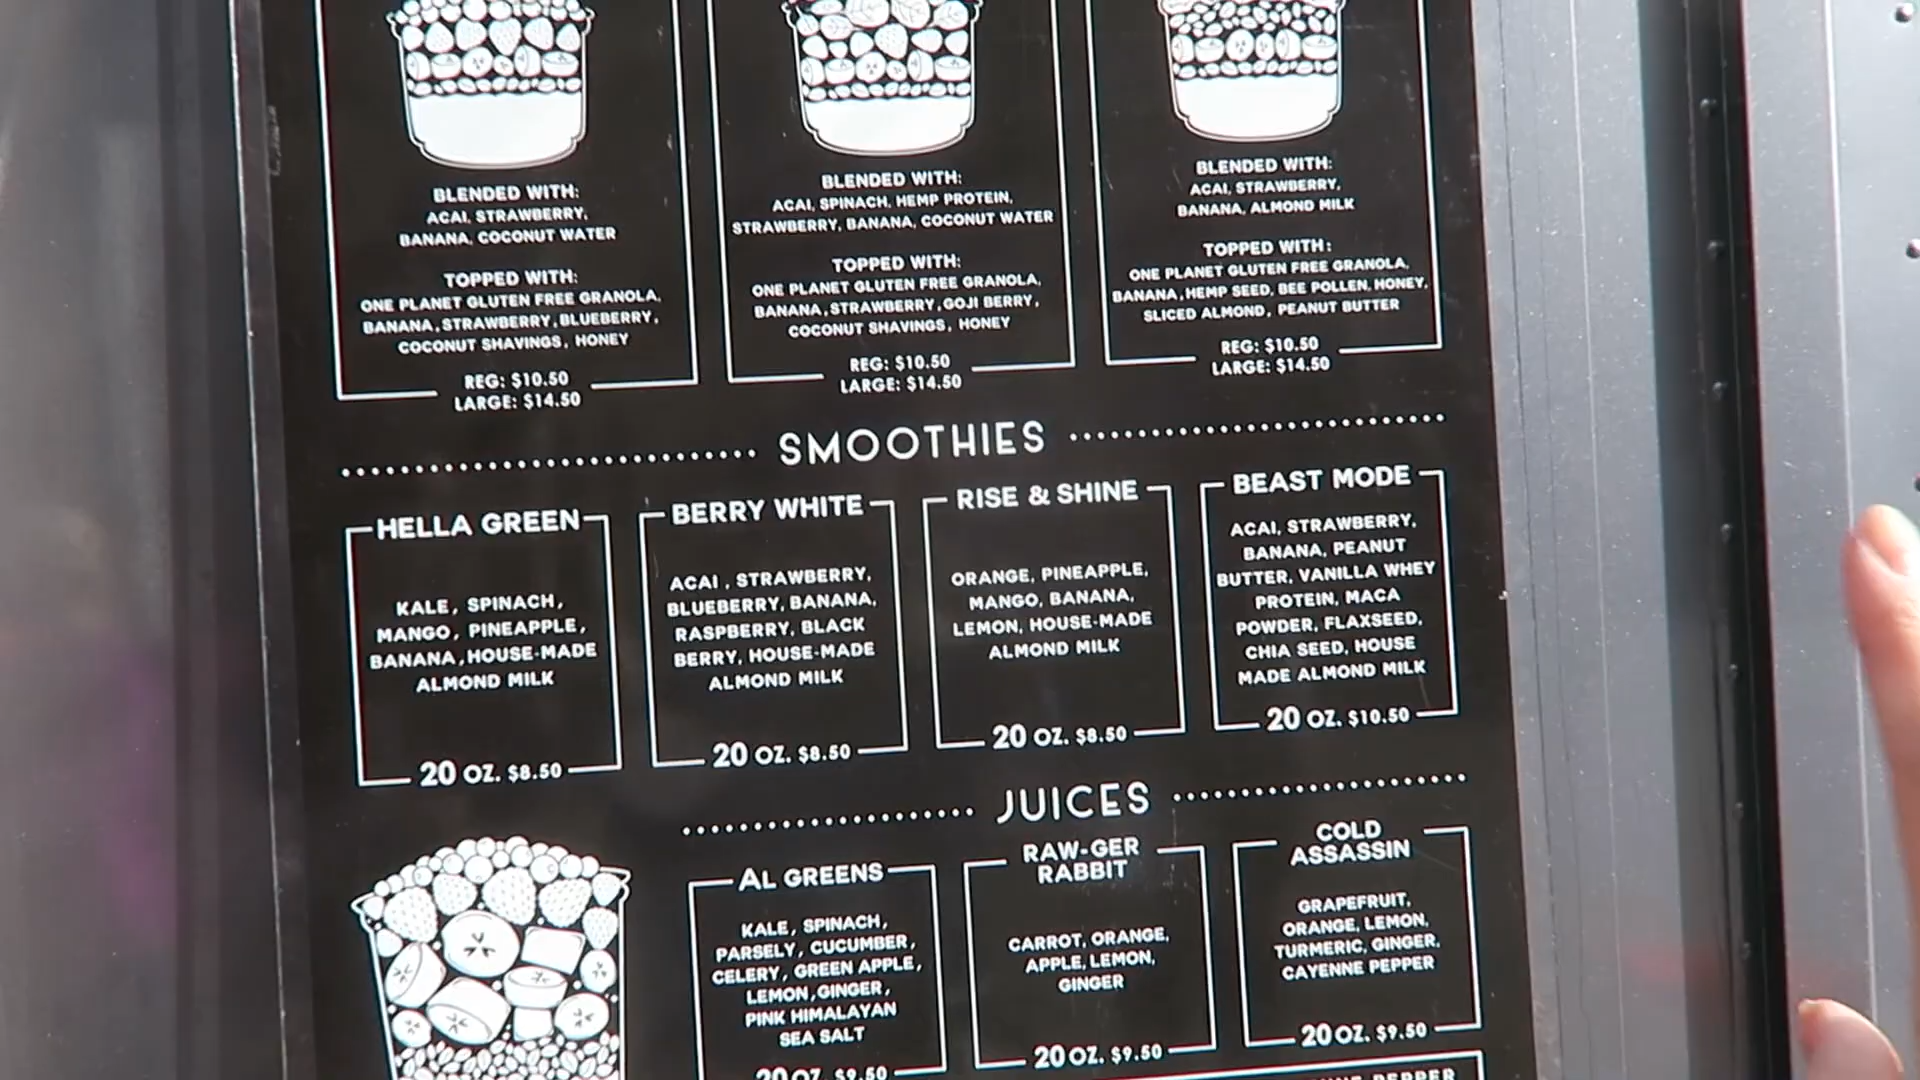 BLENDED WITH:
ACAI, STRAWBERRY,
BANANA, COCONUT WATER
TOPPED WITH:
ONE PLANET GLUTEN FREE GRANOLA,
BANANA, STRAWBERRY, BLUEBERRY,
COCONUT SHAVINGS, HONEY
REG: $10.50
LARGE: $14.50
BLENDED WITH:
ACAI, SPINACH, HEMP PROTEIN,
STRAWBERRY, BANANA, COCONUT WATER
TOPPED WITH:
ONE PLANET GLUTEN FREE GRANOLA,
BANANA, STRAWBERRY, GOJI BERRY,
COCONUT SHAVINGS, HONEY
REG: $10.50
LARGE: $14.50
BLENDED WITH:
ACAI, STRAWBERRY,
BANANA, ALMOND MILK
TOPPED WITH:
ONE PLANET GLUTEN FREE GRANOLA,
BANANA, HEMP SEED, BEE POLLEN, HONEY,
SLICED ALMOND, PEANUT BUTTER
REG: $10.50
LARGE: $14.50
SMOOTHIES
HELLA GREEN
KALE, SPINACH,
MANGO, PINEAPPLE,
BANANA, HOUSE-MADE
ALMOND MILK
20 OZ. $8.50
BERRY WHITE
ACAI, STRAWBERRY,
BLUEBERRY, BANANA,
RASPBERRY, BLACK
BERRY, HOUSE-MADE
ALMOND MILK
20 OZ. $8.50
RISE & SHINE
ORANGE, PINEAPPLE,
MANGO, BANANA,
LEMON, HOUSE-MADE
ALMOND MILK
20 OZ. $8.50
BEAST MODE
ACAI, STRAWBERRY,
BANANA, PEANUT
BUTTER, VANILLA WHEY
PROTEIN, MACA
POWDER, FLAXSEED,
CHIA SEED, HOUSE
MADE ALMOND MILK
20 OZ. $10.50
JUICES
AL GREENS
KALE, SPINACH,
PARSELY, CUCUMBER,
CELERY, GREEN APPLE,
LEMON, GINGER,
PINK HIMALAYAN
SEA SALT
20 OZ. $9.50
RAW-GER
RABBIT
CARROT, ORANGE,
APPLE, LEMON,
GINGER
20 OZ. $9.50
COLD
ASSASSIN
GRAPEFRUIT,
ORANGE, LEMON,
TURMERIC, GINGER,
CAYENNE PEPPER
20 OZ. $9.50
PEPPER